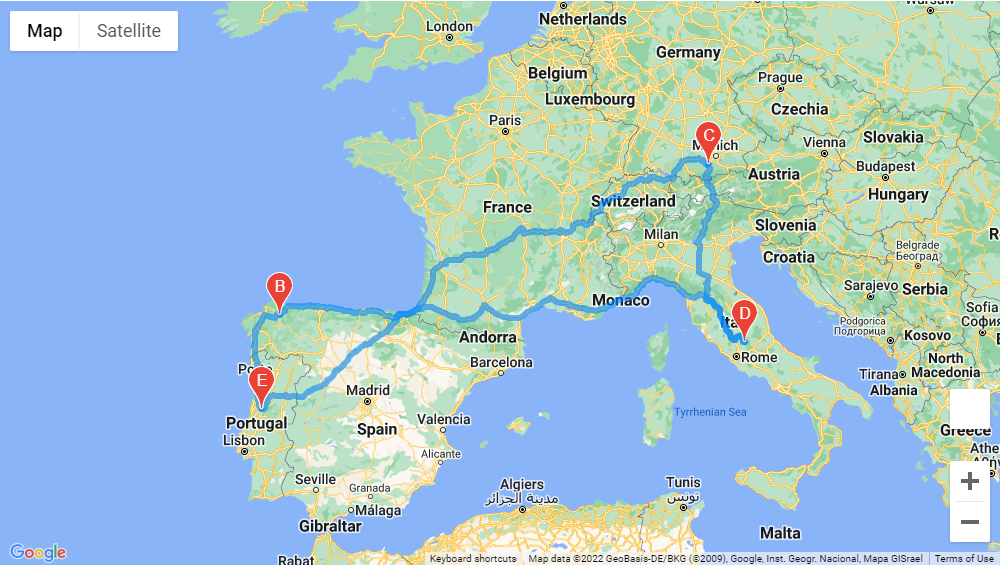 Map
Satellite
Warsaw
Netherlands
London
Germany
Belgium
Prague
Luxembourg
Czechia
Paris
C
Munich
Vienna
Slovakia
Austria
Budapest
Hungary
France
Switzerland
Slovenia
Milan
Croatia
Belgrade
Београд
B
Sarajevo
Serbia
Monaco
D
Sofia
София
Podgorica
Подгорица
Kosovo
Andorra
Rome
Barcelona
North
Macedonia
E
Tirana
Madrid
Albania
Tyrrhenian Sea
Portugal
Valencia
Spain
Greece
Lisbon
Alicante
Seville
Granada
Málaga
Algiers
مدينة الجزائر
Tunis
تونس
+
−
Gibraltar
Malta
Rabat
Google
Keyboard shortcuts
Map data ©2022 GeoBasis-DE/BKG (©2009), Google, Inst. Geogr. Nacional, Mapa GISrael
Terms of Use